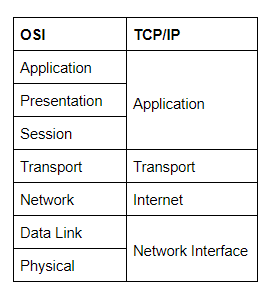 OSI TCP/IP
Application
Presentation
Session
Application
Transport Transport
Network Internet
Data Link
Physical
Network Interface